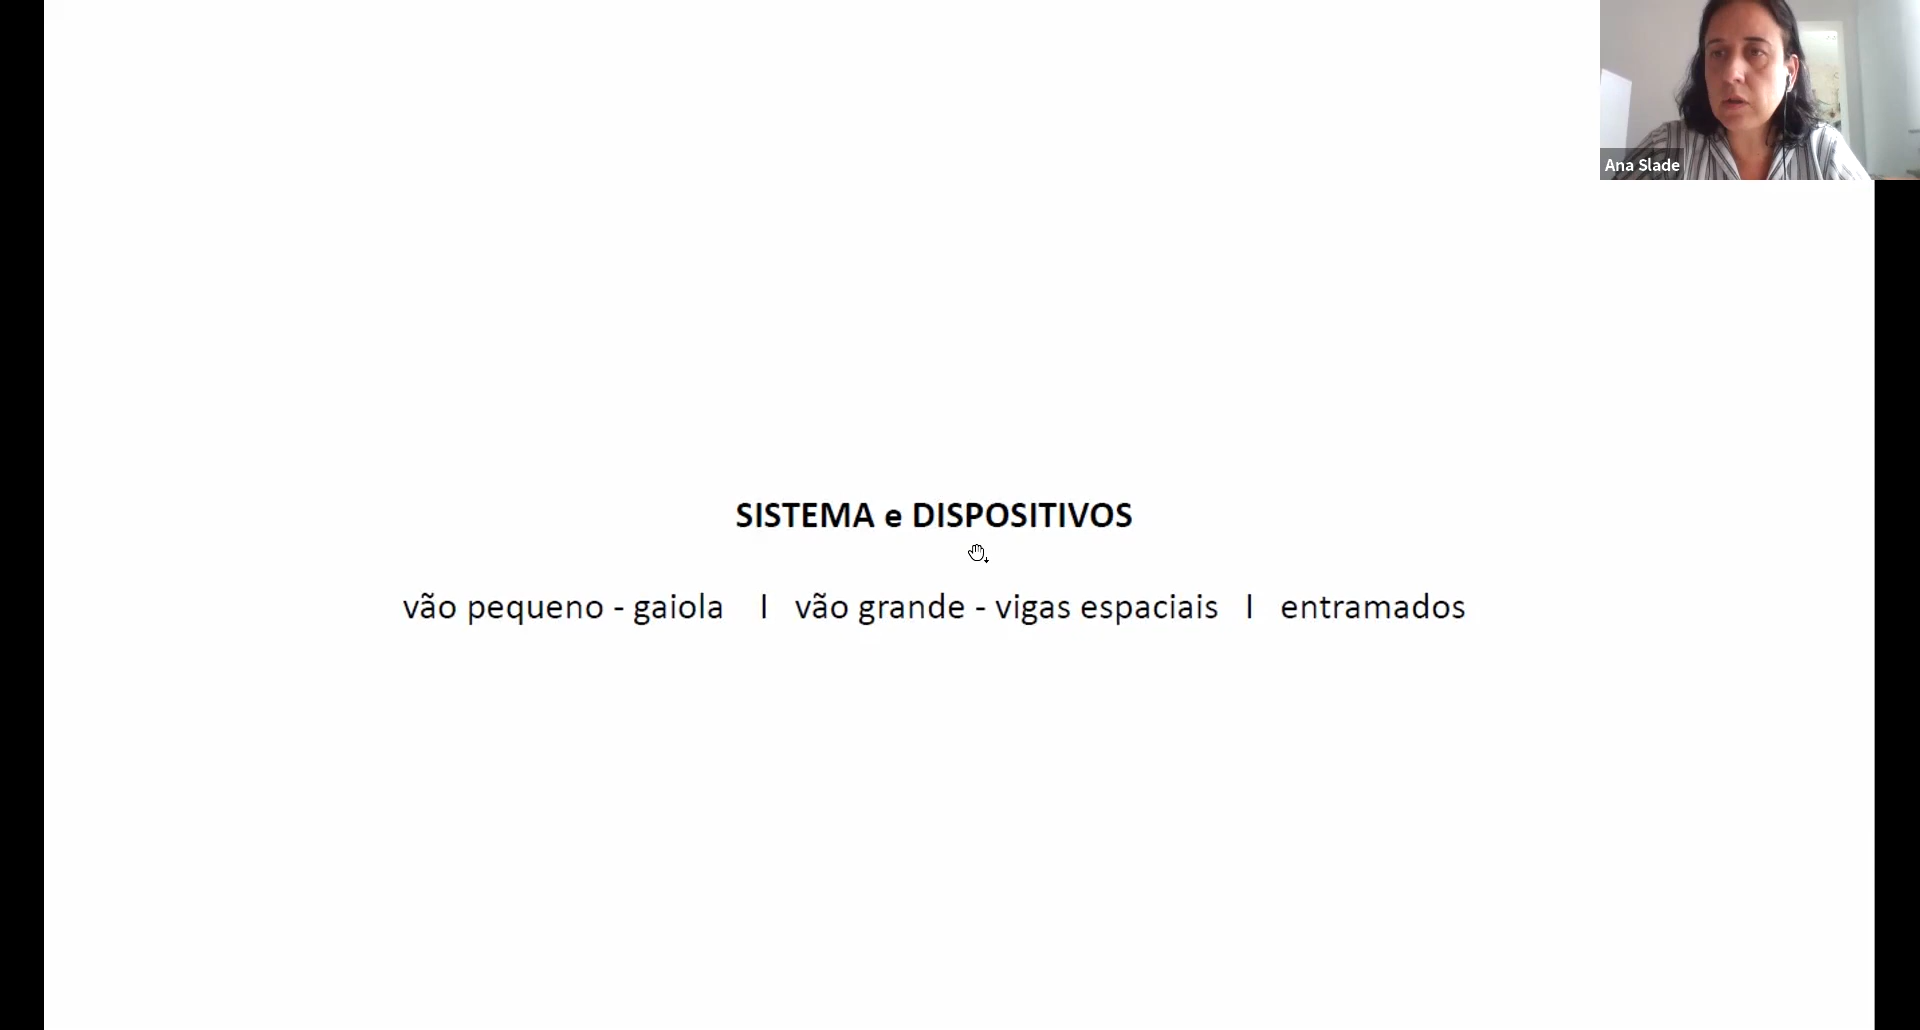 Ana Slade
SISTEMA e DISPOSITIVOS
vão pequeno - gaiola I vão grande - vigas espaciais I entramados